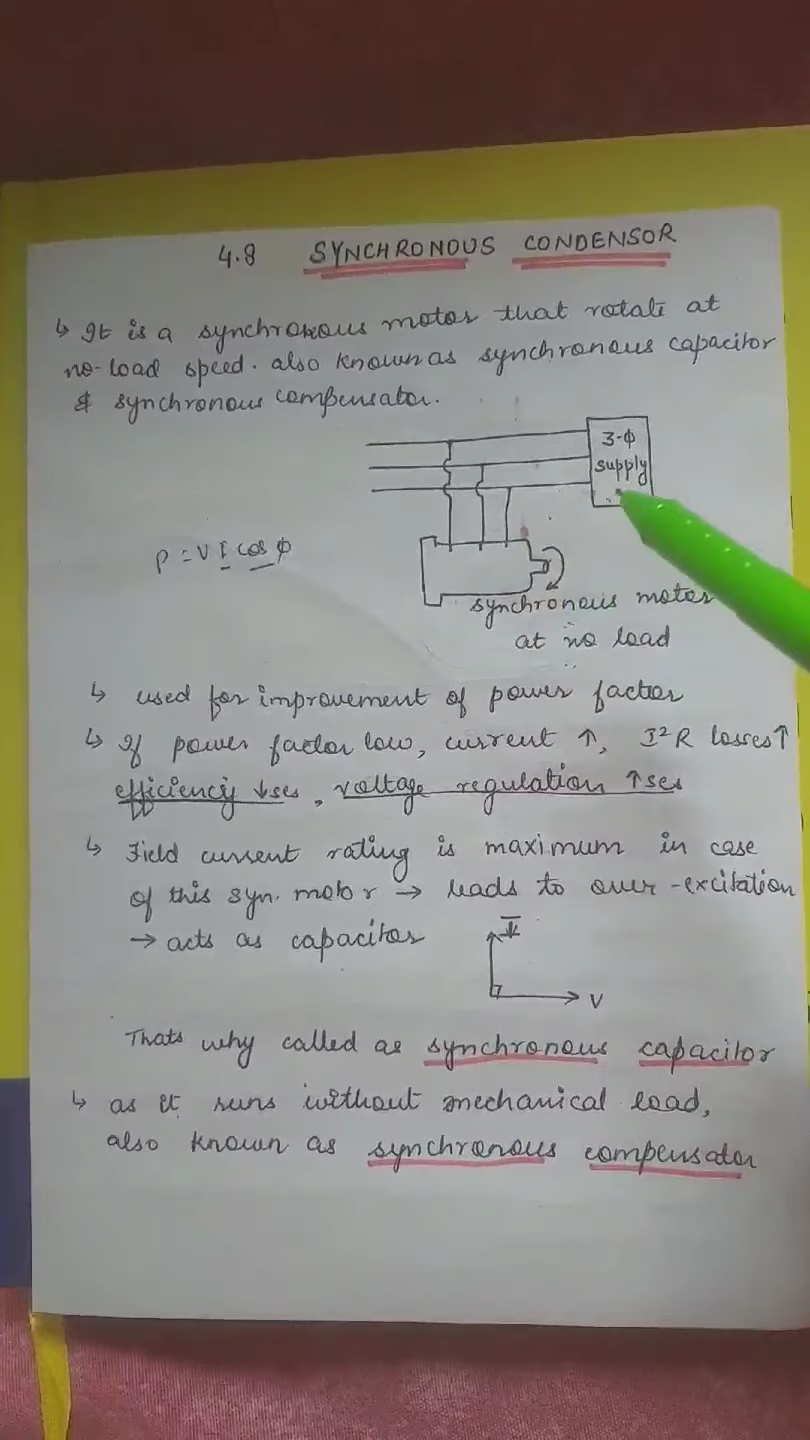 4.8 SYNCHRONOUS CONDENSOR
↳ It is a synchronous motor that rotate at
no-load speed. also known as synchronous capacitor
& synchronous compensator.
3-φ
supply
P = V I cos φ
synchronous motor
at no load
↳ used for improvement of power factor
↳ If power factor low, current ↑, I²R losses↑
efficiency ↓ses, voltage regulation ↑ses
↳ Field current rating is maximum in case
of this syn. motor → leads to over-excitation
→ acts as capacitor
V
Thats why called as synchronous capacitor
↳ as it runs without mechanical load,
also known as synchronous compensator